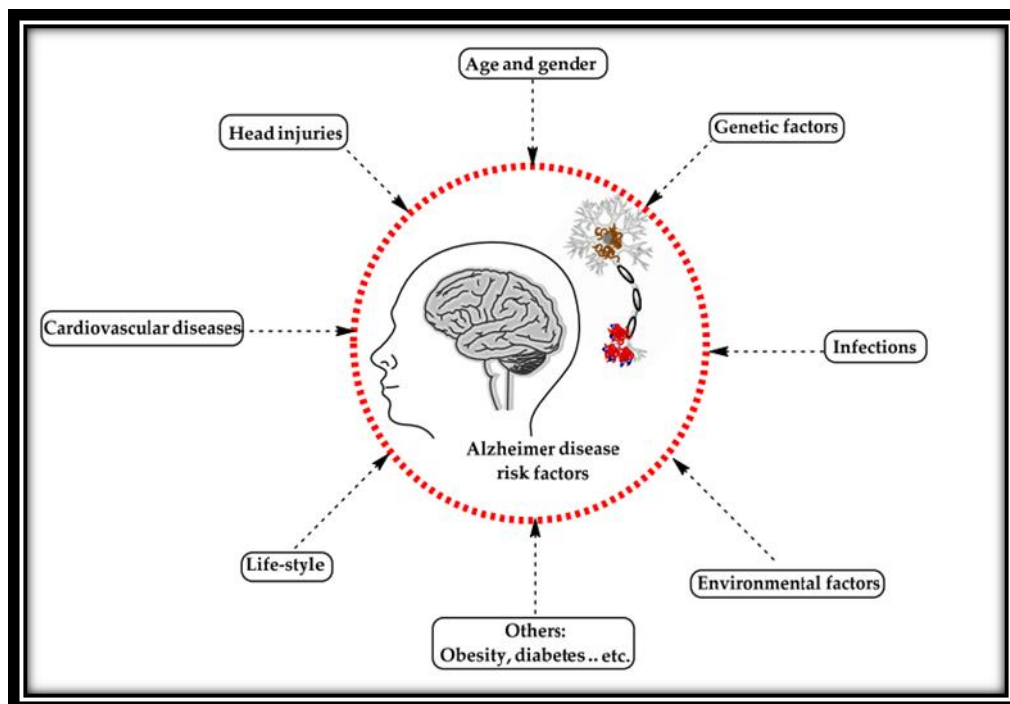 Age and gender
Head injuries
Genetic factors
Cardiovascular diseases
Infections
Alzheimer disease
risk factors
Life-style
Environmental factors
Others:
Obesity, diabetes .. etc.